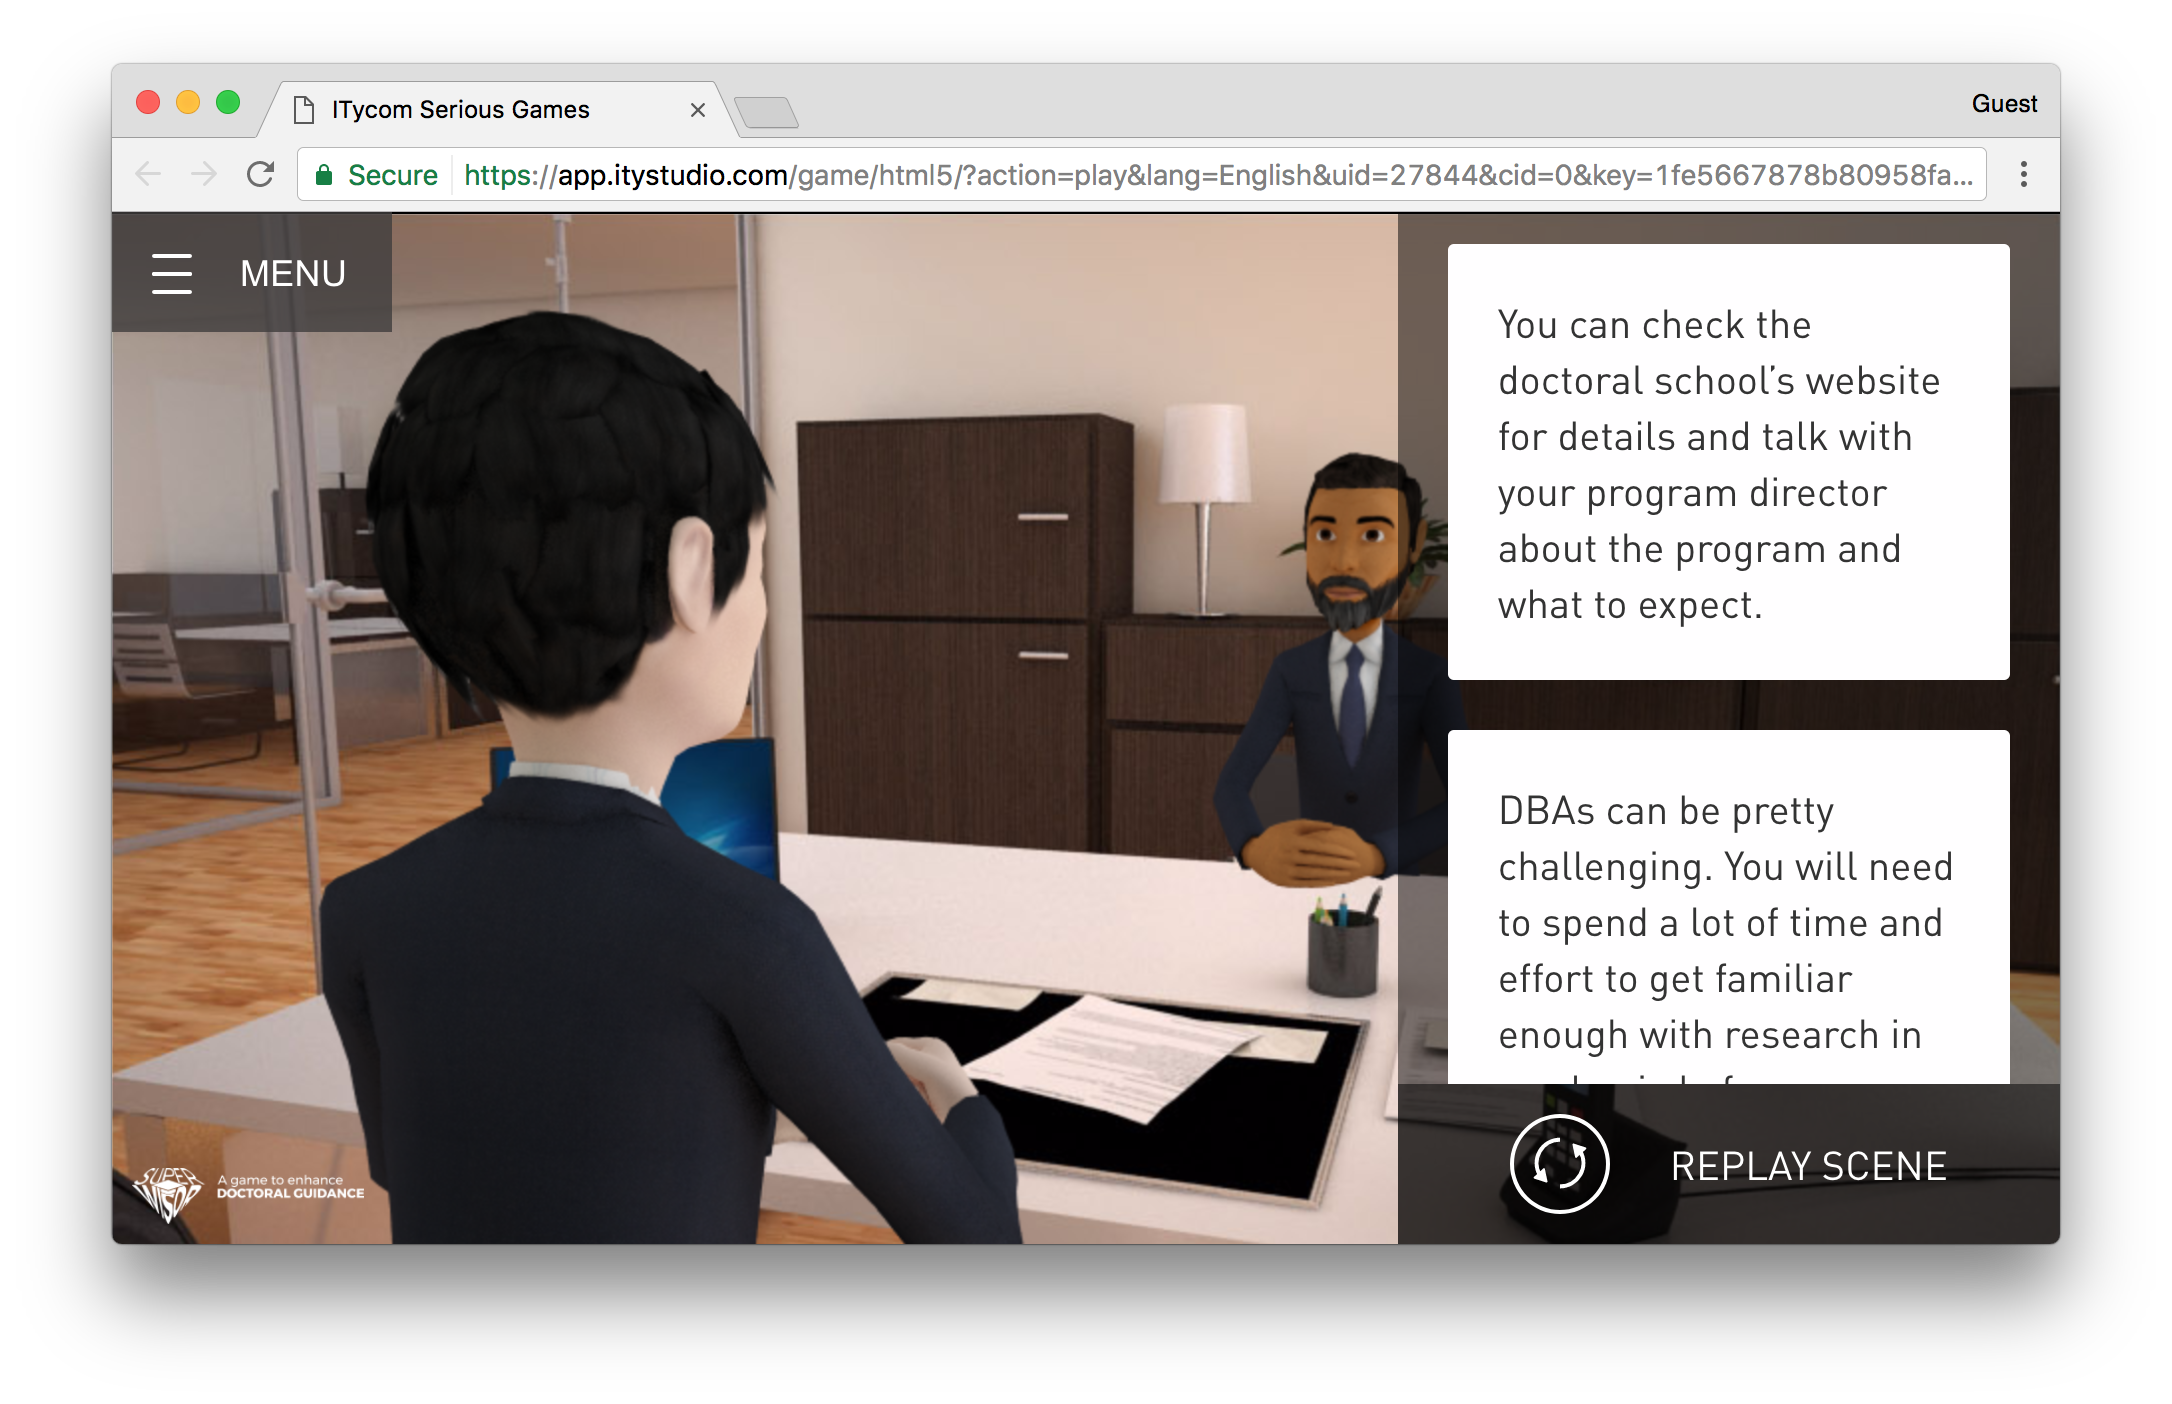 ITycom Serious Games
Guest
Secure
https://app.itystudio.com/game/html5/?action=play&lang=English&uid=27844&cid=0&key=1fe5667878b80958fa...
MENU
You can check the
doctoral school's website
for details and talk with
your program director
about the program and
what to expect.
DBAs can be pretty
challenging. You will need
to spend a lot of time and
effort to get familiar
enough with research in
REPLAY SCENE
SUPER
VISOR
A game to enhance
DOCTORAL GUIDANCE